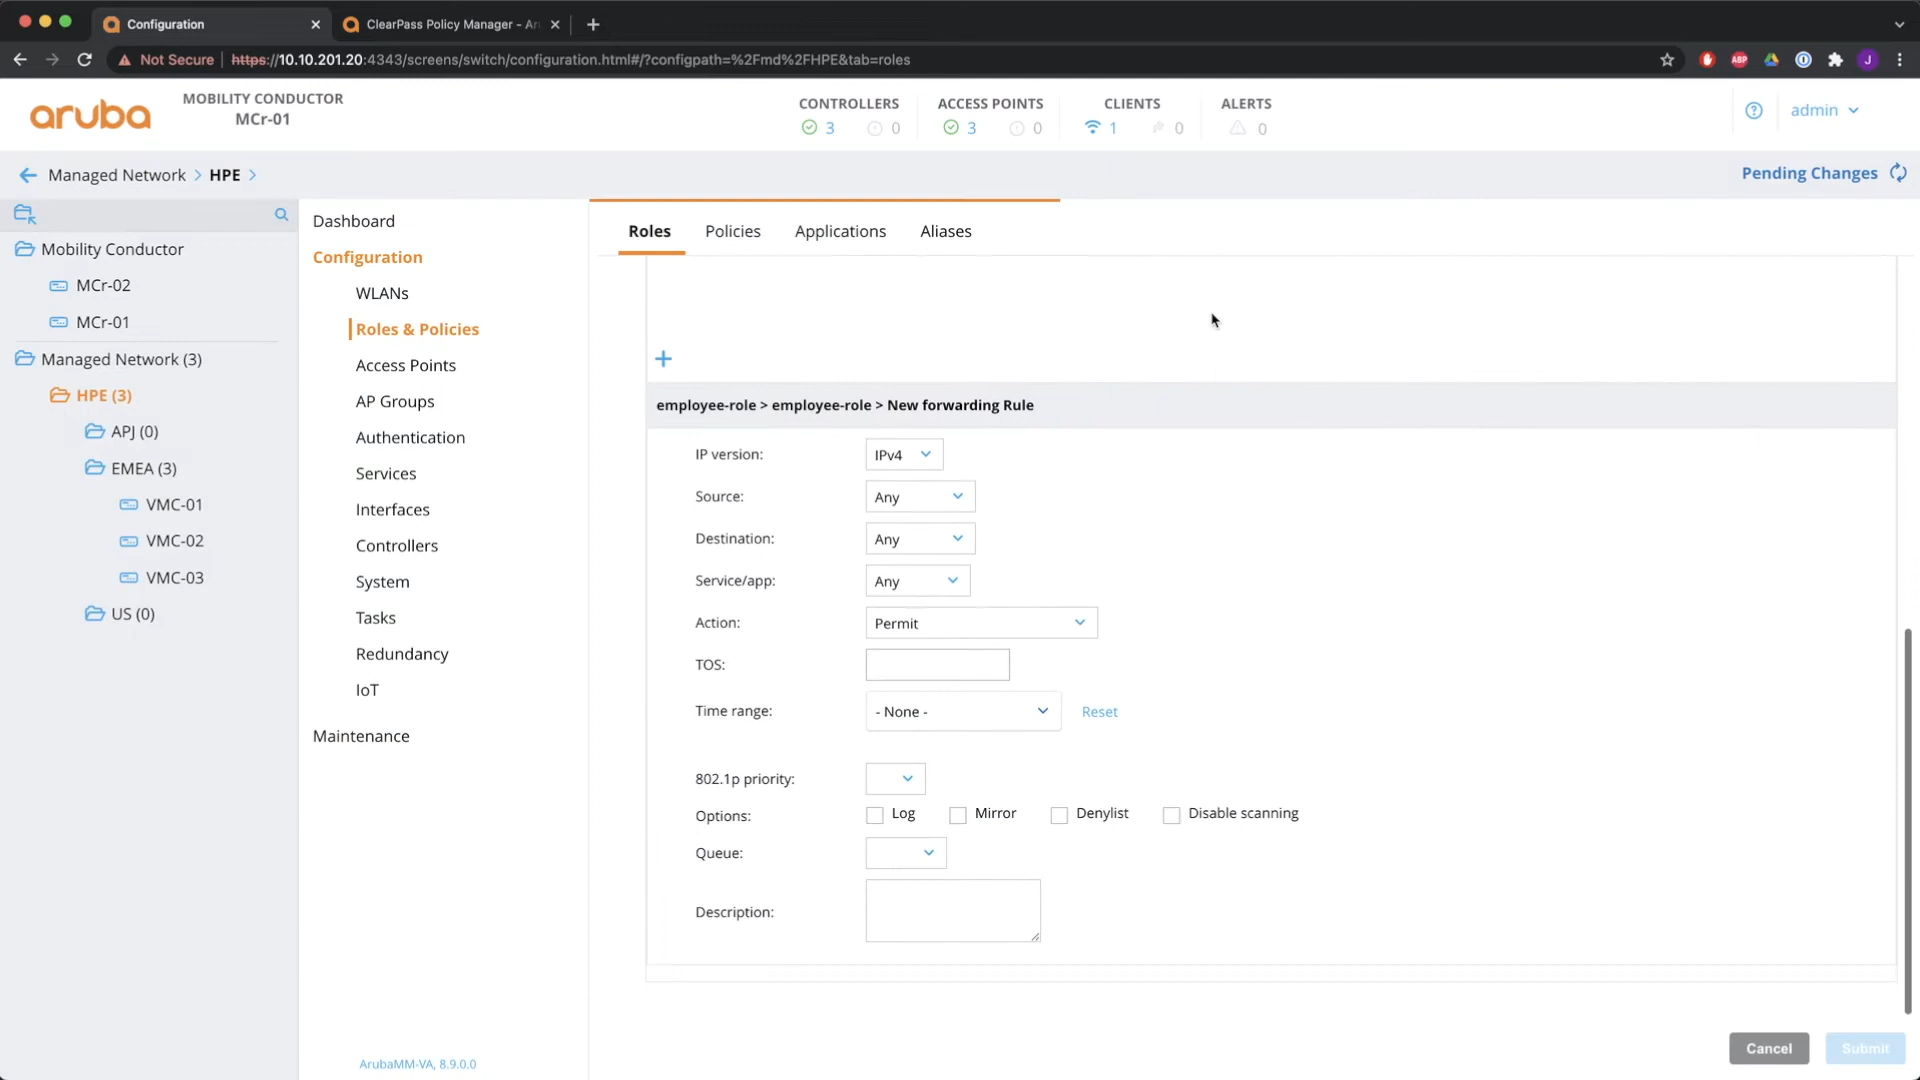 Configuration
ClearPass Policy Manager - Ar
Not Secure https://10.10.201.20:4343/screens/switch/configuration.html#/?configpath=%2Fmd%2FHPE&tab=roles
ABP
J
aruba
MOBILITY CONDUCTOR
MCr-01
CONTROLLERS
3 0
ACCESS POINTS
3 0
CLIENTS
1 0
ALERTS
0
admin
Managed Network > HPE >
Pending Changes
Mobility Conductor
MCr-02
MCr-01
Managed Network (3)
HPE (3)
APJ (0)
EMEA (3)
VMC-01
VMC-02
VMC-03
US (0)
Dashboard
Configuration
WLANs
Roles & Policies
Access Points
AP Groups
Authentication
Services
Interfaces
Controllers
System
Tasks
Redundancy
IoT
Maintenance
ArubaMM-VA, 8.9.0.0
Roles Policies Applications Aliases
+
employee-role > employee-role > New forwarding Rule
IP version: IPv4
Source: Any
Destination: Any
Service/app: Any
Action: Permit
TOS:
Time range: - None - Reset
802.1p priority:
Options: Log Mirror Denylist Disable scanning
Queue:
Description:
Cancel Submit